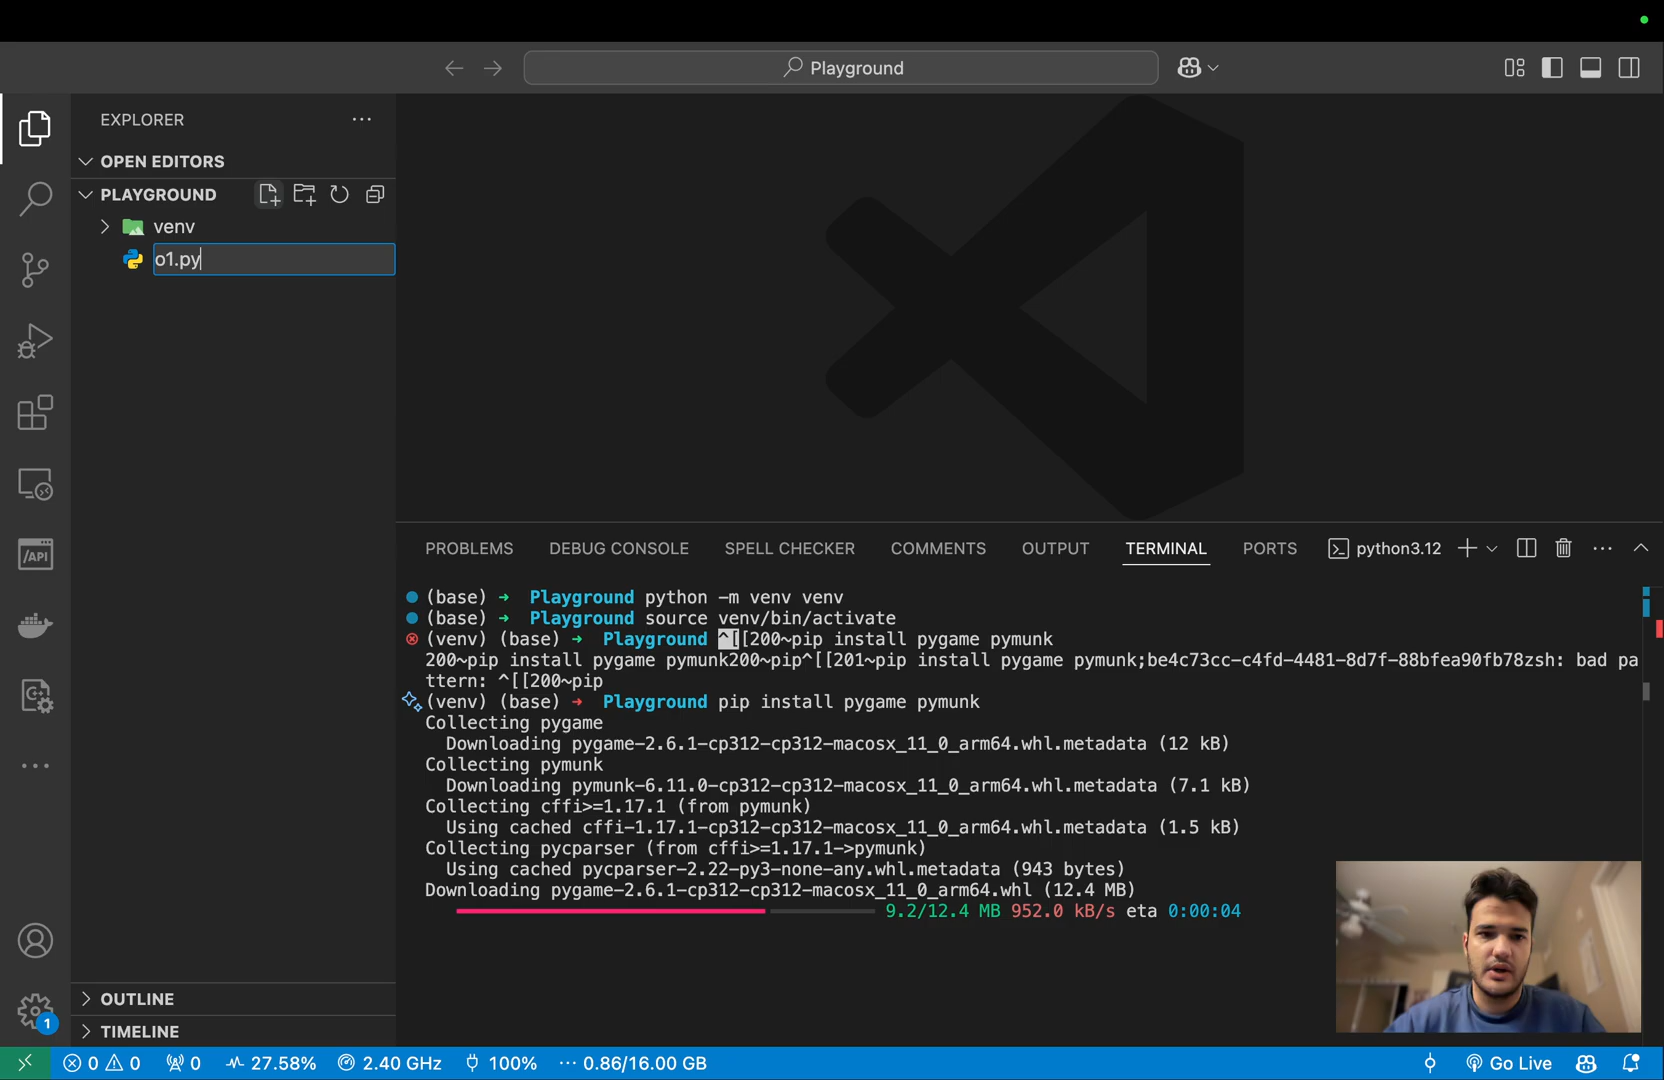 Playground
EXPLORER
OPEN EDITORS
PLAYGROUND
venv
o1.py
/API
PROBLEMS
DEBUG CONSOLE
SPELL CHECKER
COMMENTS
OUTPUT
TERMINAL
PORTS
python3.12
(base) ➜ Playground python -m venv venv
(base) ➜ Playground source venv/bin/activate
(venv) (base) ➜ Playground ^[[200~pip install pygame pymunk
200~pip install pygame pymunk200~pip^[[201~pip install pygame pymunk;be4c73cc-c4fd-4481-8d7f-88bfea90fb78zsh: bad pa
ttern: ^[[200~pip
(venv) (base) ➜ Playground pip install pygame pymunk
Collecting pygame
Downloading pygame-2.6.1-cp312-cp312-macosx_11_0_arm64.whl.metadata (12 kB)
Collecting pymunk
Downloading pymunk-6.11.0-cp312-cp312-macosx_11_0_arm64.whl.metadata (7.1 kB)
Collecting cffi>=1.17.1 (from pymunk)
Using cached cffi-1.17.1-cp312-cp312-macosx_11_0_arm64.whl.metadata (1.5 kB)
Collecting pycparser (from cffi>=1.17.1->pymunk)
Using cached pycparser-2.22-py3-none-any.whl.metadata (943 bytes)
Downloading pygame-2.6.1-cp312-cp312-macosx_11_0_arm64.whl (12.4 MB)
9.2/12.4 MB 952.0 kB/s eta 0:00:04
OUTLINE
1
TIMELINE
0 0 0 27.58% 2.40 GHz 100% 0.86/16.00 GB Go Live